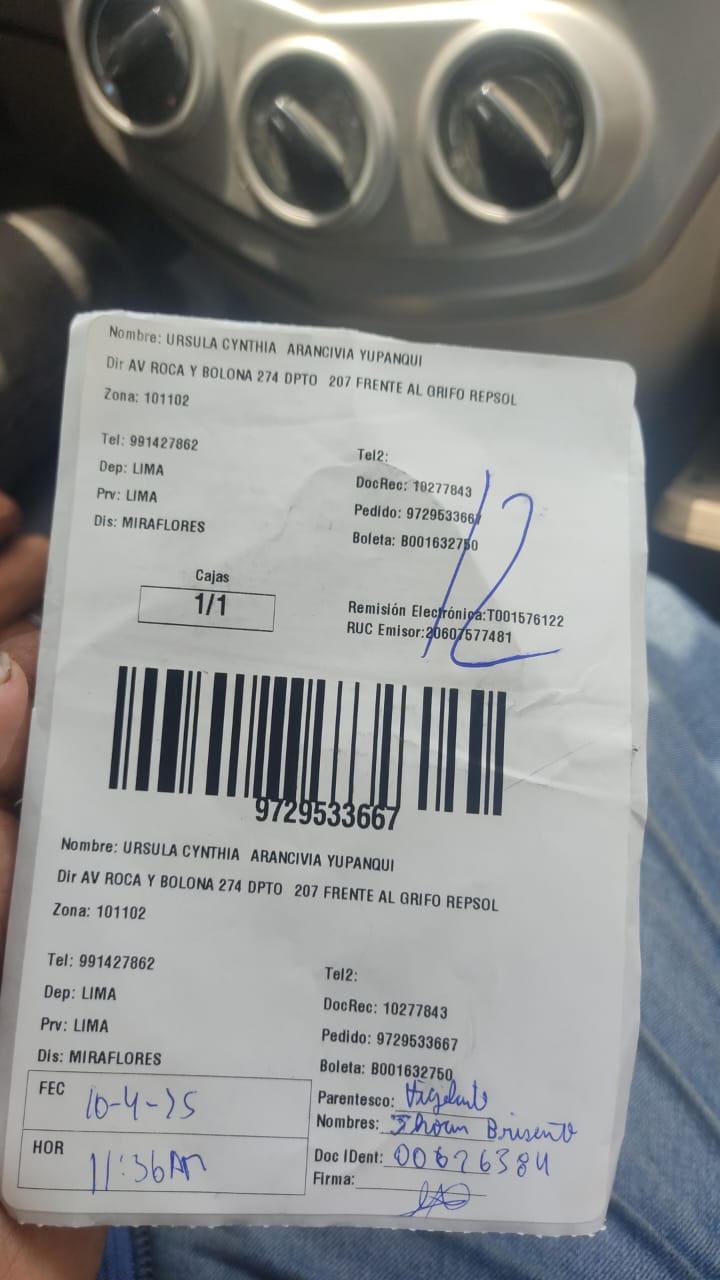 Nombre: URSULA CYNTHIA ARANCIVIA YUPANQUI
Dir AV ROCA Y BOLONA 274 DPTO 207 FRENTE AL GRIFO REPSOL
Zona: 101102
Tel: 991427862
Tel2:
Dep: LIMA
DocRec: 10277843
Prv: LIMA
Pedido: 9729533667
Dis: MIRAFLORES
Boleta: B001632750
12
Cajas
1/1
Remisión Electrónica:T001576122
RUC Emisor:20607577481
9729533667
Nombre: URSULA CYNTHIA ARANCIVIA YUPANQUI
Dir AV ROCA Y BOLONA 274 DPTO 207 FRENTE AL GRIFO REPSOL
Zona: 101102
Tel: 991427862
Tel2:
Dep: LIMA
DocRec: 10277843
Prv: LIMA
Pedido: 9729533667
Dis: MIRAFLORES
Boleta: B001632750
FEC 10-4-25
Parentesco:
Nombres:
HOR 11:36AM
Doc IDent: 00626384
Firma: